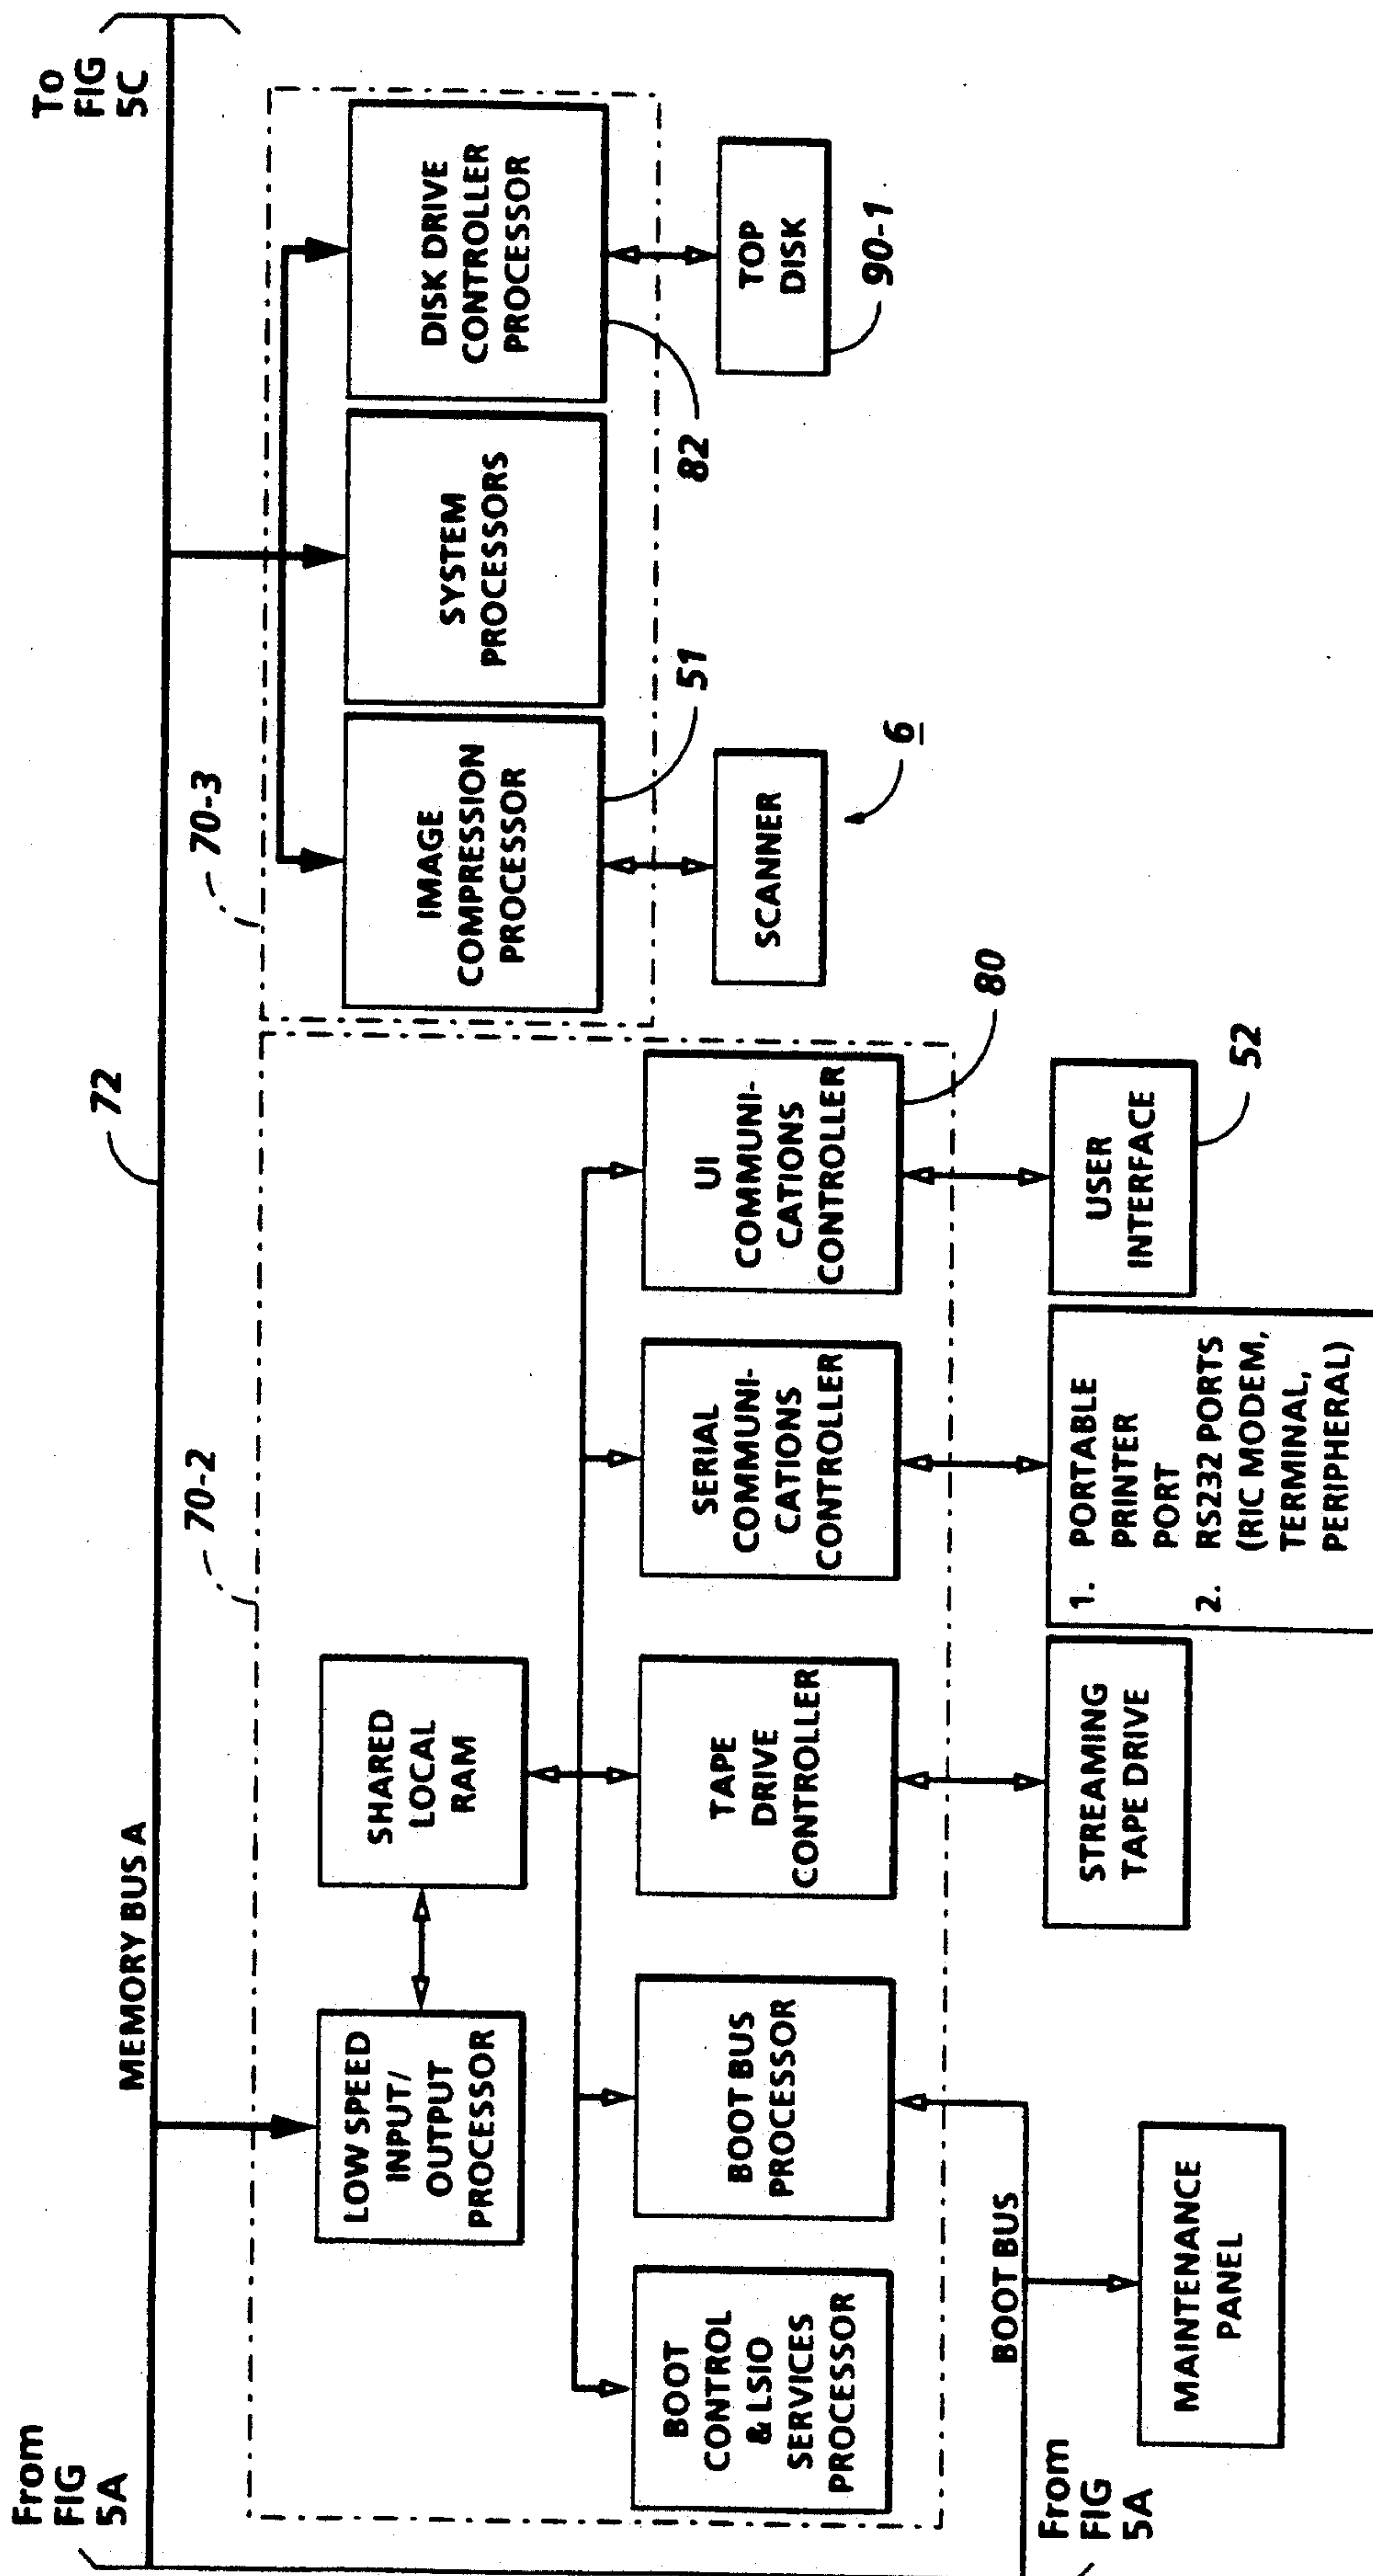 From
FIG
5A
MEMORY BUS A
72
To
FIG
5C
70-2
70-3
LOW SPEED
INPUT/
OUTPUT
PROCESSOR
SHARED
LOCAL
RAM
BOOT
CONTROL
& LSIO
SERVICES
PROCESSOR
BOOT BUS
PROCESSOR
TAPE
DRIVE
CONTROLLER
SERIAL
COMMUNI-
CATIONS
CONTROLLER
UI
COMMUNI-
CATIONS
CONTROLLER
80
IMAGE
COMPRESSION
PROCESSOR
51
SYSTEM
PROCESSORS
DISK DRIVE
CONTROLLER
PROCESSOR
82
SCANNER
6
TOP
DISK
90-1
BOOT BUS
From
FIG
5A
MAINTENANCE
PANEL
STREAMING
TAPE DRIVE
1. PORTABLE
PRINTER
PORT
2. RS232 PORTS
(RIC MODEM,
TERMINAL,
PERIPHERAL)
USER
INTERFACE
52